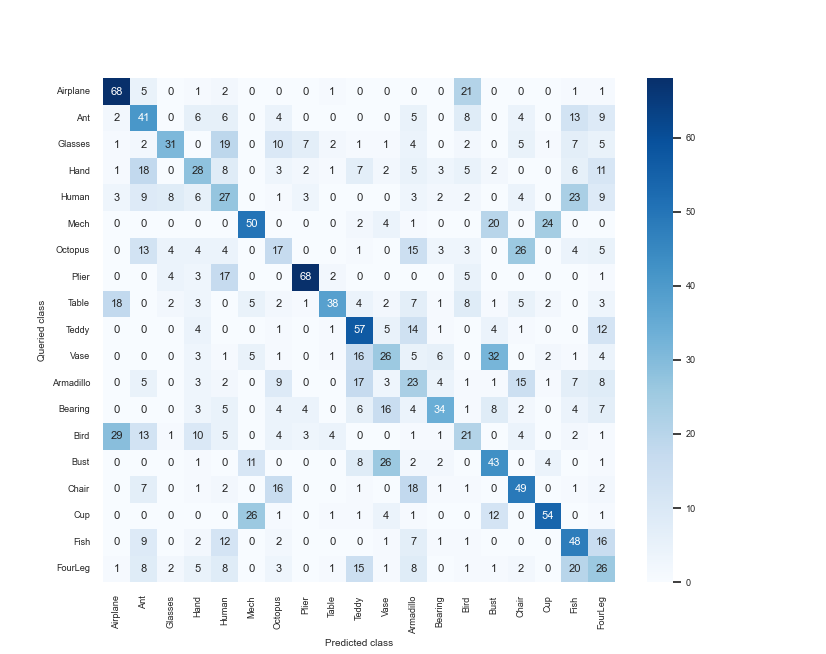 Airplane 68 5 0 1 2 0 0 0 1 0 0 0 0 21 0 0 0 1 1
Ant 2 41 0 6 6 0 4 0 0 0 0 5 0 8 0 4 0 13 9
Glasses 1 2 31 0 19 0 10 7 2 1 1 4 0 2 0 5 1 7 5
Hand 1 18 0 28 8 0 3 2 1 7 2 5 3 5 2 0 0 6 11
Human 3 9 8 6 27 0 1 3 0 0 0 3 2 2 0 4 0 23 9
Mech 0 0 0 0 0 50 0 0 0 2 4 1 0 0 20 0 24 0 0
Octopus 0 13 4 4 4 0 17 0 0 1 0 15 3 3 0 26 0 4 5
Plier 0 0 4 3 17 0 0 68 2 0 0 0 0 5 0 0 0 0 1
Table 18 0 2 3 0 5 2 1 38 4 2 7 1 8 1 5 2 0 3
Teddy 0 0 0 4 0 0 1 0 1 57 5 14 1 0 4 1 0 0 12
Vase 0 0 0 3 1 5 1 0 1 16 26 5 6 0 32 0 2 1 4
Armadillo 0 5 0 3 2 0 9 0 0 17 3 23 4 1 1 15 1 7 8
Bearing 0 0 0 3 5 0 4 4 0 6 16 4 34 1 8 2 0 4 7
Bird 29 13 1 10 5 0 4 3 4 0 0 1 1 21 0 4 0 2 1
Bust 0 0 0 1 0 11 0 0 0 8 26 2 2 0 43 0 4 0 1
Chair 0 7 0 1 2 0 16 0 0 1 0 18 1 1 0 49 0 1 2
Cup 0 0 0 0 0 26 1 0 1 1 4 1 0 0 12 0 54 0 1
Fish 0 9 0 2 12 0 2 0 0 0 1 7 1 1 0 0 0 48 16
FourLeg 1 8 2 5 8 0 3 0 1 15 1 8 0 1 1 2 0 20 26
Airplane Ant Glasses Hand Human Mech Octopus Plier Table Teddy Vase Armadillo Bearing Bird Bust Chair Cup Fish FourLeg
Predicted class
Queried class
60
50
40
30
20
10
0